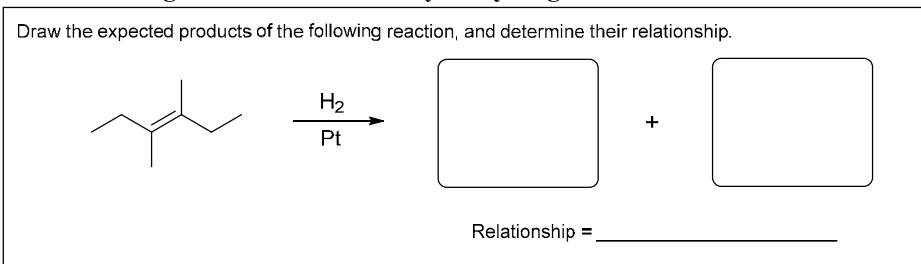 Draw the expected products of the following reaction, and determine their relationship.
H2
Pt
+
Relationship =